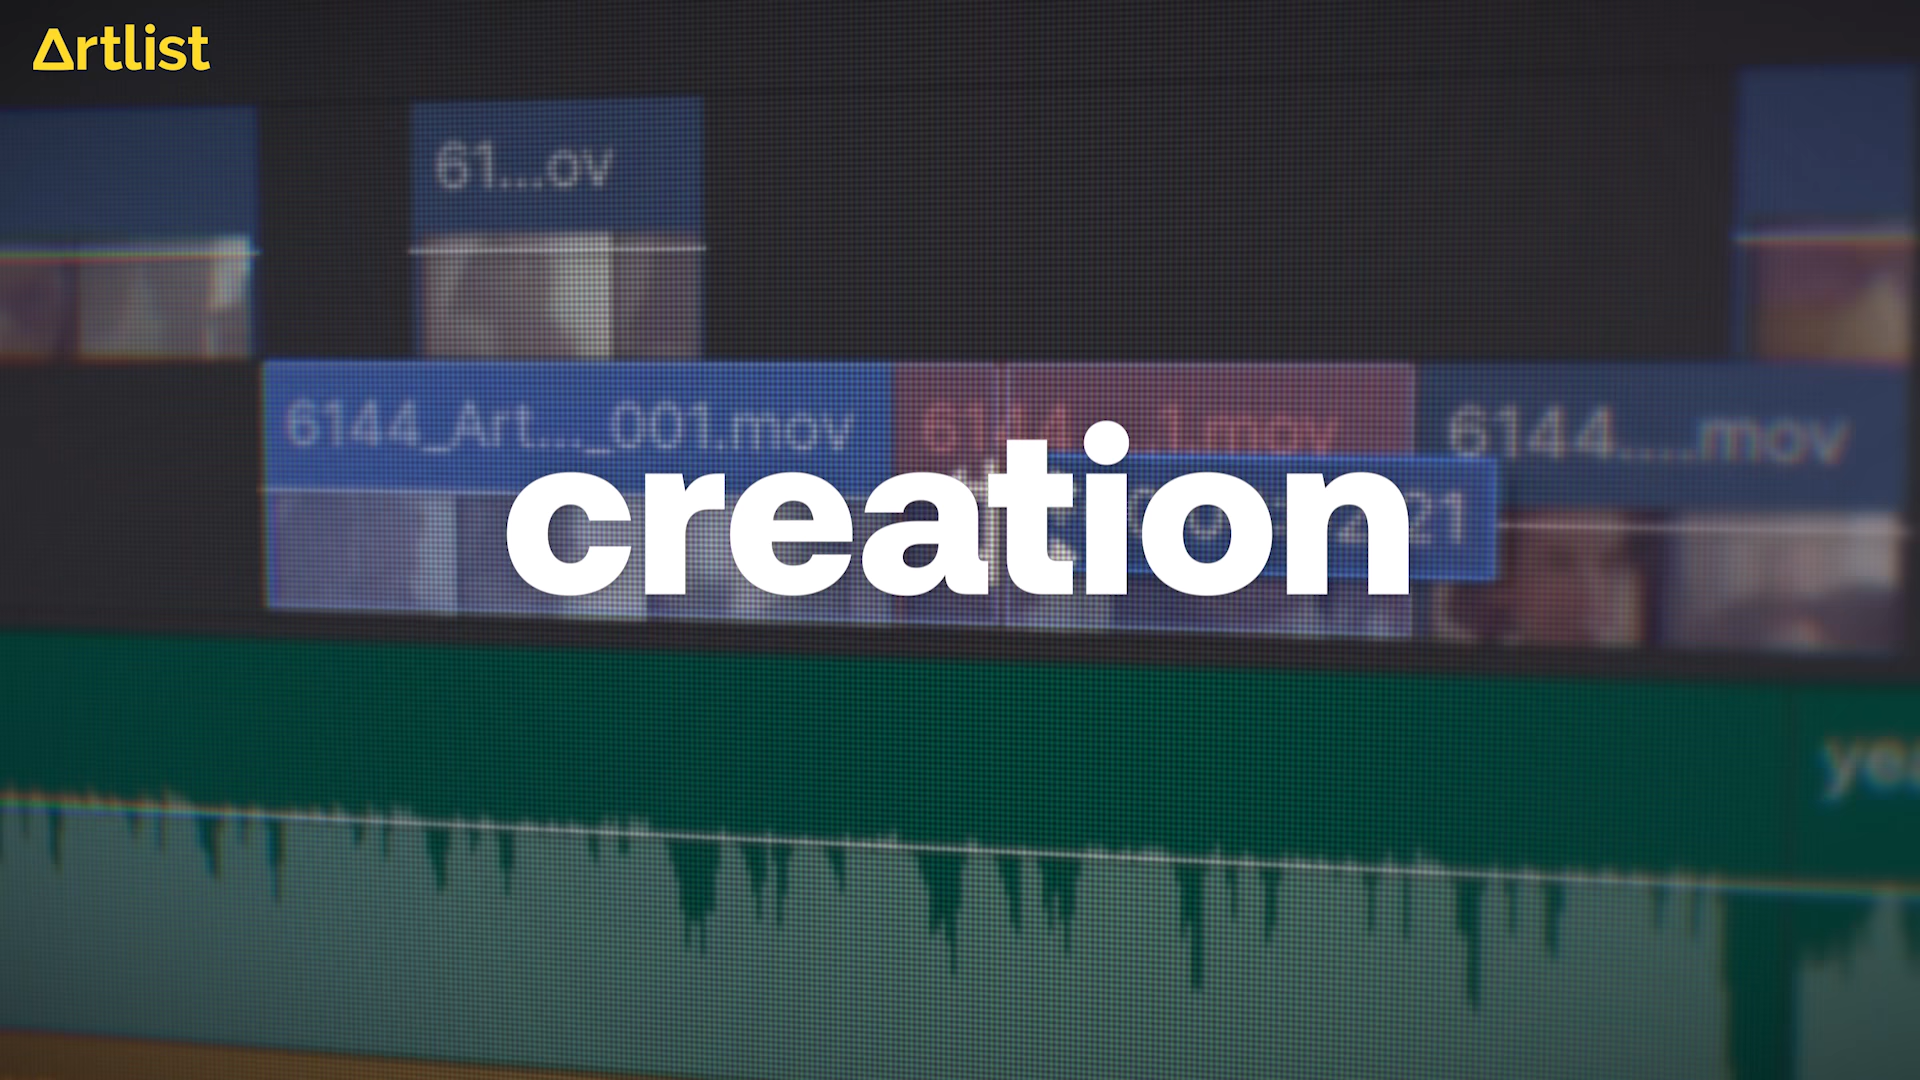 Artlist
61...ov
6144_Art..._001.mov
6144....mov
creation